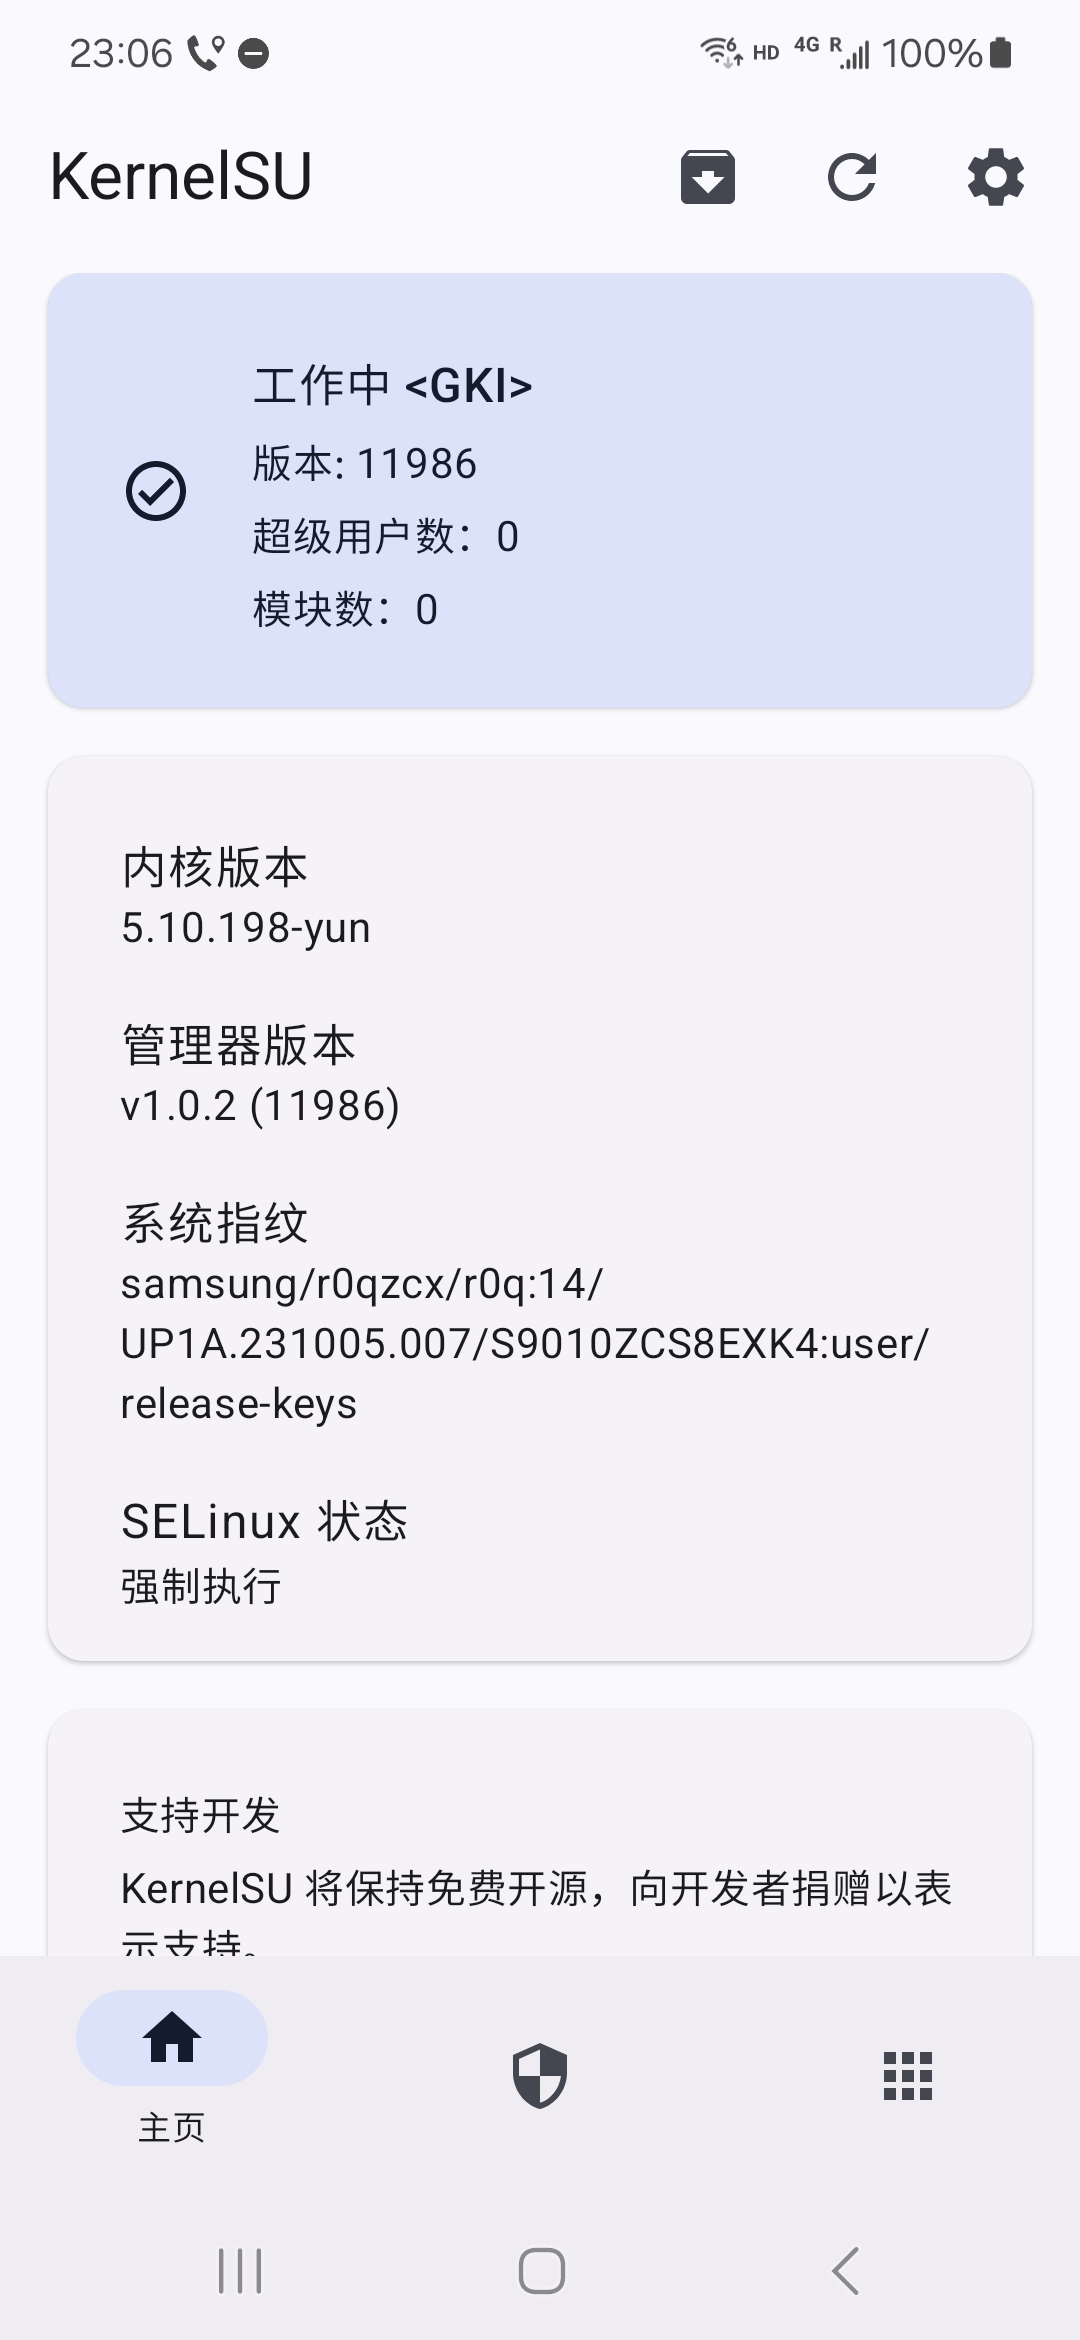 23:06
6 HD 4G R 100%
KernelSU
工作中 <GKI>
版本: 11986
超级用户数：0
模块数：0
内核版本
5.10.198-yun
管理器版本
v1.0.2 (11986)
系统指纹
samsung/r0qzcx/r0q:14/
UP1A.231005.007/S9010ZCS8EXK4:user/
release-keys
SELinux 状态
强制执行
支持开发
KernelSU 将保持免费开源，向开发者捐赠以表
示支持。
主页